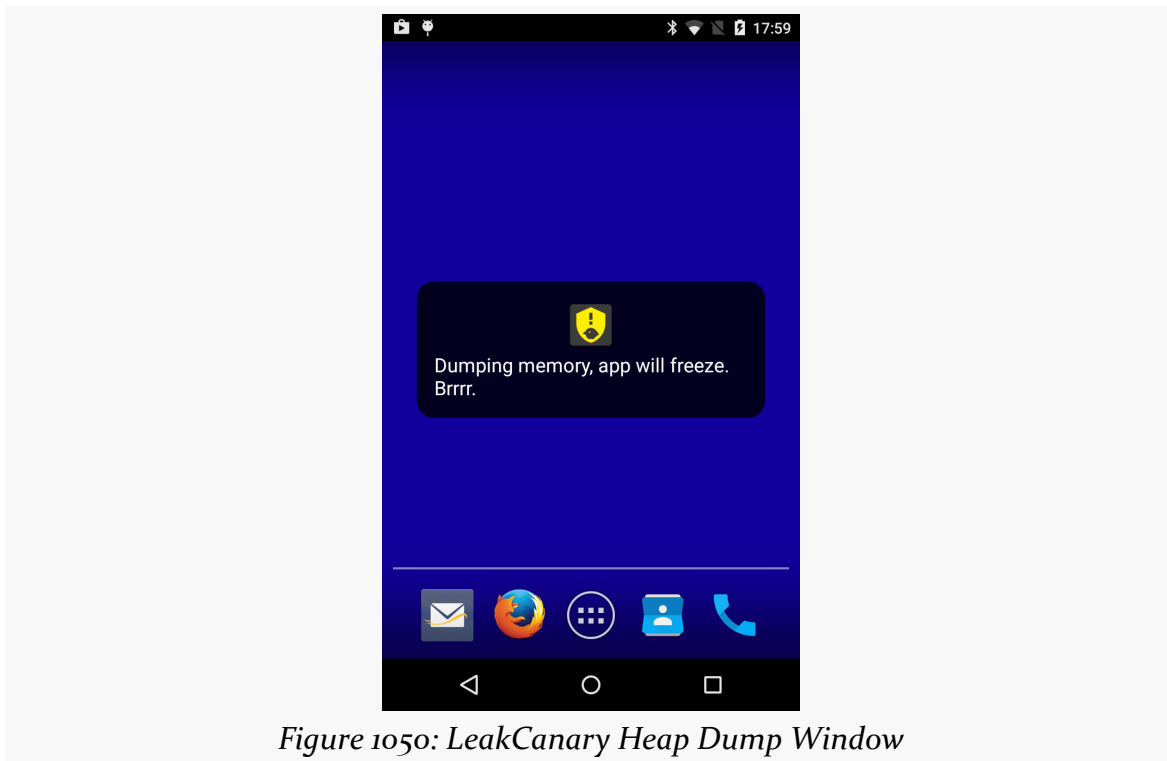 17:59
Dumping memory, app will freeze.
Brrrr.
Figure 1050: LeakCanary Heap Dump Window